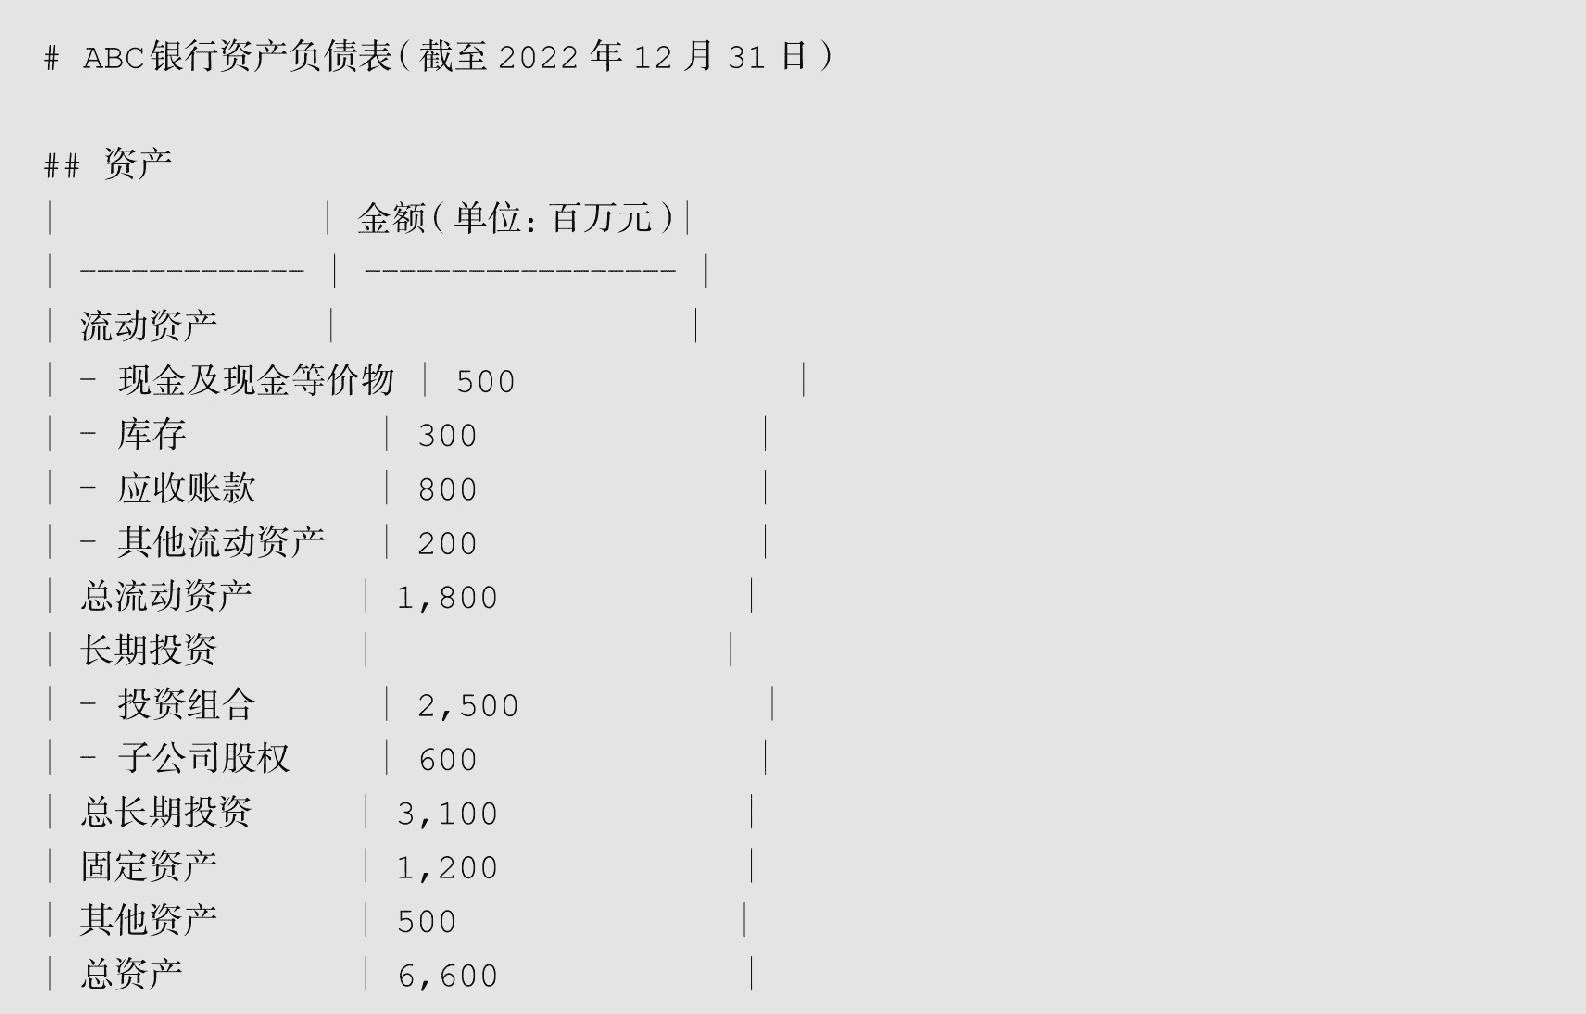 # ABC银行资产负债表(截至2022年12月31日)
## 资产
| | 金额(单位:百万元)|
| ------------- | ------------------ |
| 流动资产 | |
| - 现金及现金等价物 | 500 |
| - 库存 | 300 |
| - 应收账款 | 800 |
| - 其他流动资产 | 200 |
| 总流动资产 | 1,800 |
| 长期投资 | |
| - 投资组合 | 2,500 |
| - 子公司股权 | 600 |
| 总长期投资 | 3,100 |
| 固定资产 | 1,200 |
| 其他资产 | 500 |
| 总资产 | 6,600 |